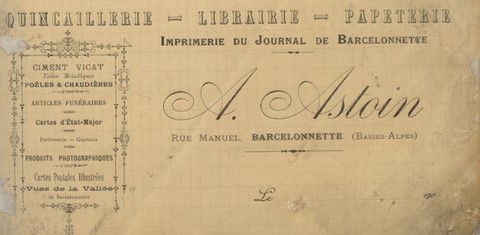 QUINCAILLERIE — LIBRAIRIE — PAPETERIE
IMPRIMERIE DU JOURNAL DE BARCELONNETTE
CIMENT VICAT
Toiles Métalliques
POÊLES & CHAUDIÈRES
ARTICLES FUNÉRAIRES
Cartes d'État-Major
Parfumerie — Ganterie
PRODUITS PHOTOGRAPHIQUES
Cartes Postales Illustrées
Vues de la Vallée
de Barcelonnette
A. Astoin
RUE MANUEL, BARCELONNETTE (BASSES-ALPES)
Le 190